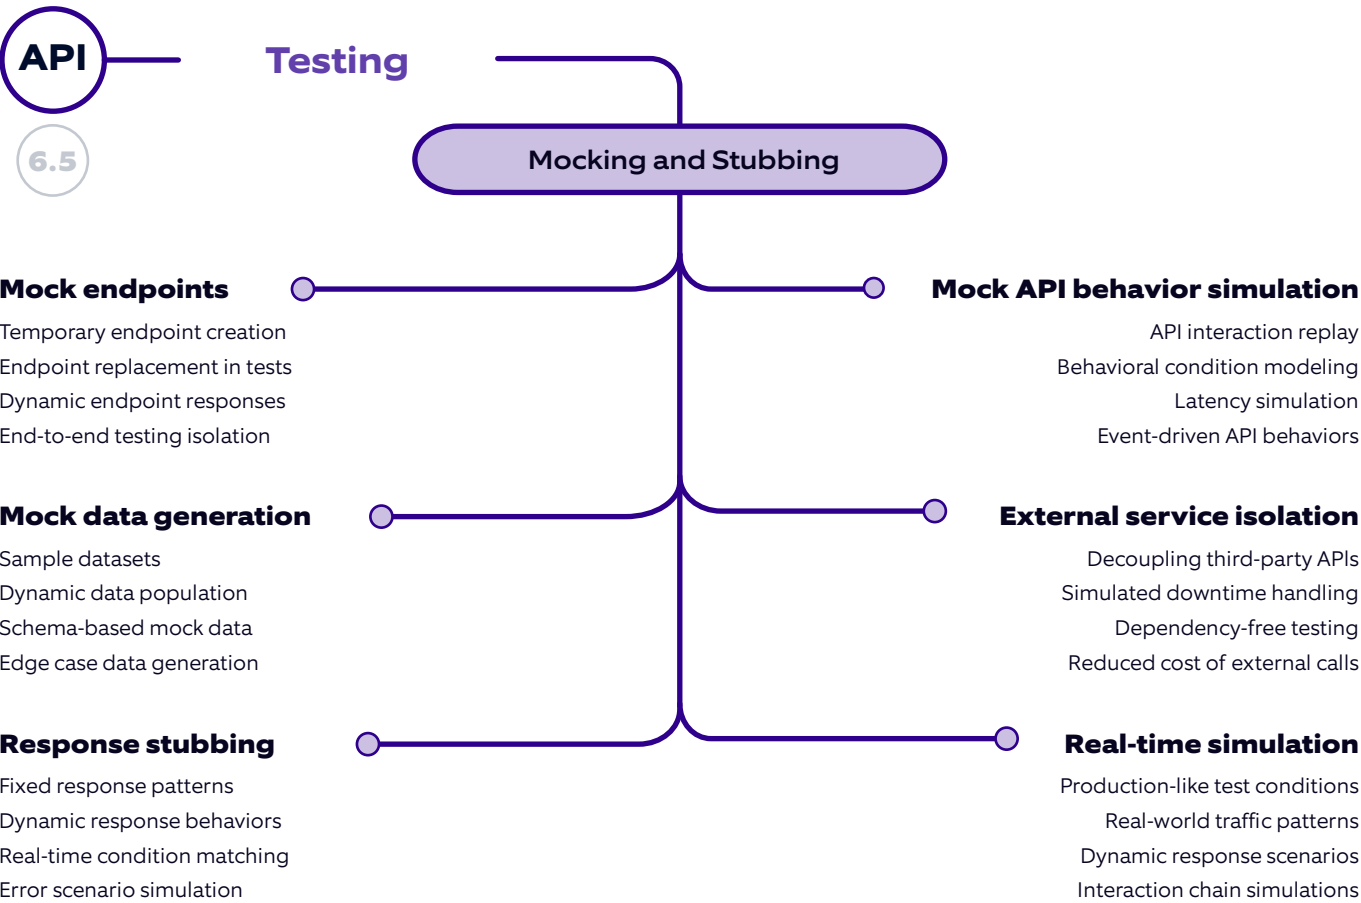 API
Testing
6.5
Mocking and Stubbing
Mock endpoints
Temporary endpoint creation
Endpoint replacement in tests
Dynamic endpoint responses
End-to-end testing isolation
Mock API behavior simulation
API interaction replay
Behavioral condition modeling
Latency simulation
Event-driven API behaviors
Mock data generation
Sample datasets
Dynamic data population
Schema-based mock data
Edge case data generation
External service isolation
Decoupling third-party APIs
Simulated downtime handling
Dependency-free testing
Reduced cost of external calls
Response stubbing
Fixed response patterns
Dynamic response behaviors
Real-time condition matching
Error scenario simulation
Real-time simulation
Production-like test conditions
Real-world traffic patterns
Dynamic response scenarios
Interaction chain simulations